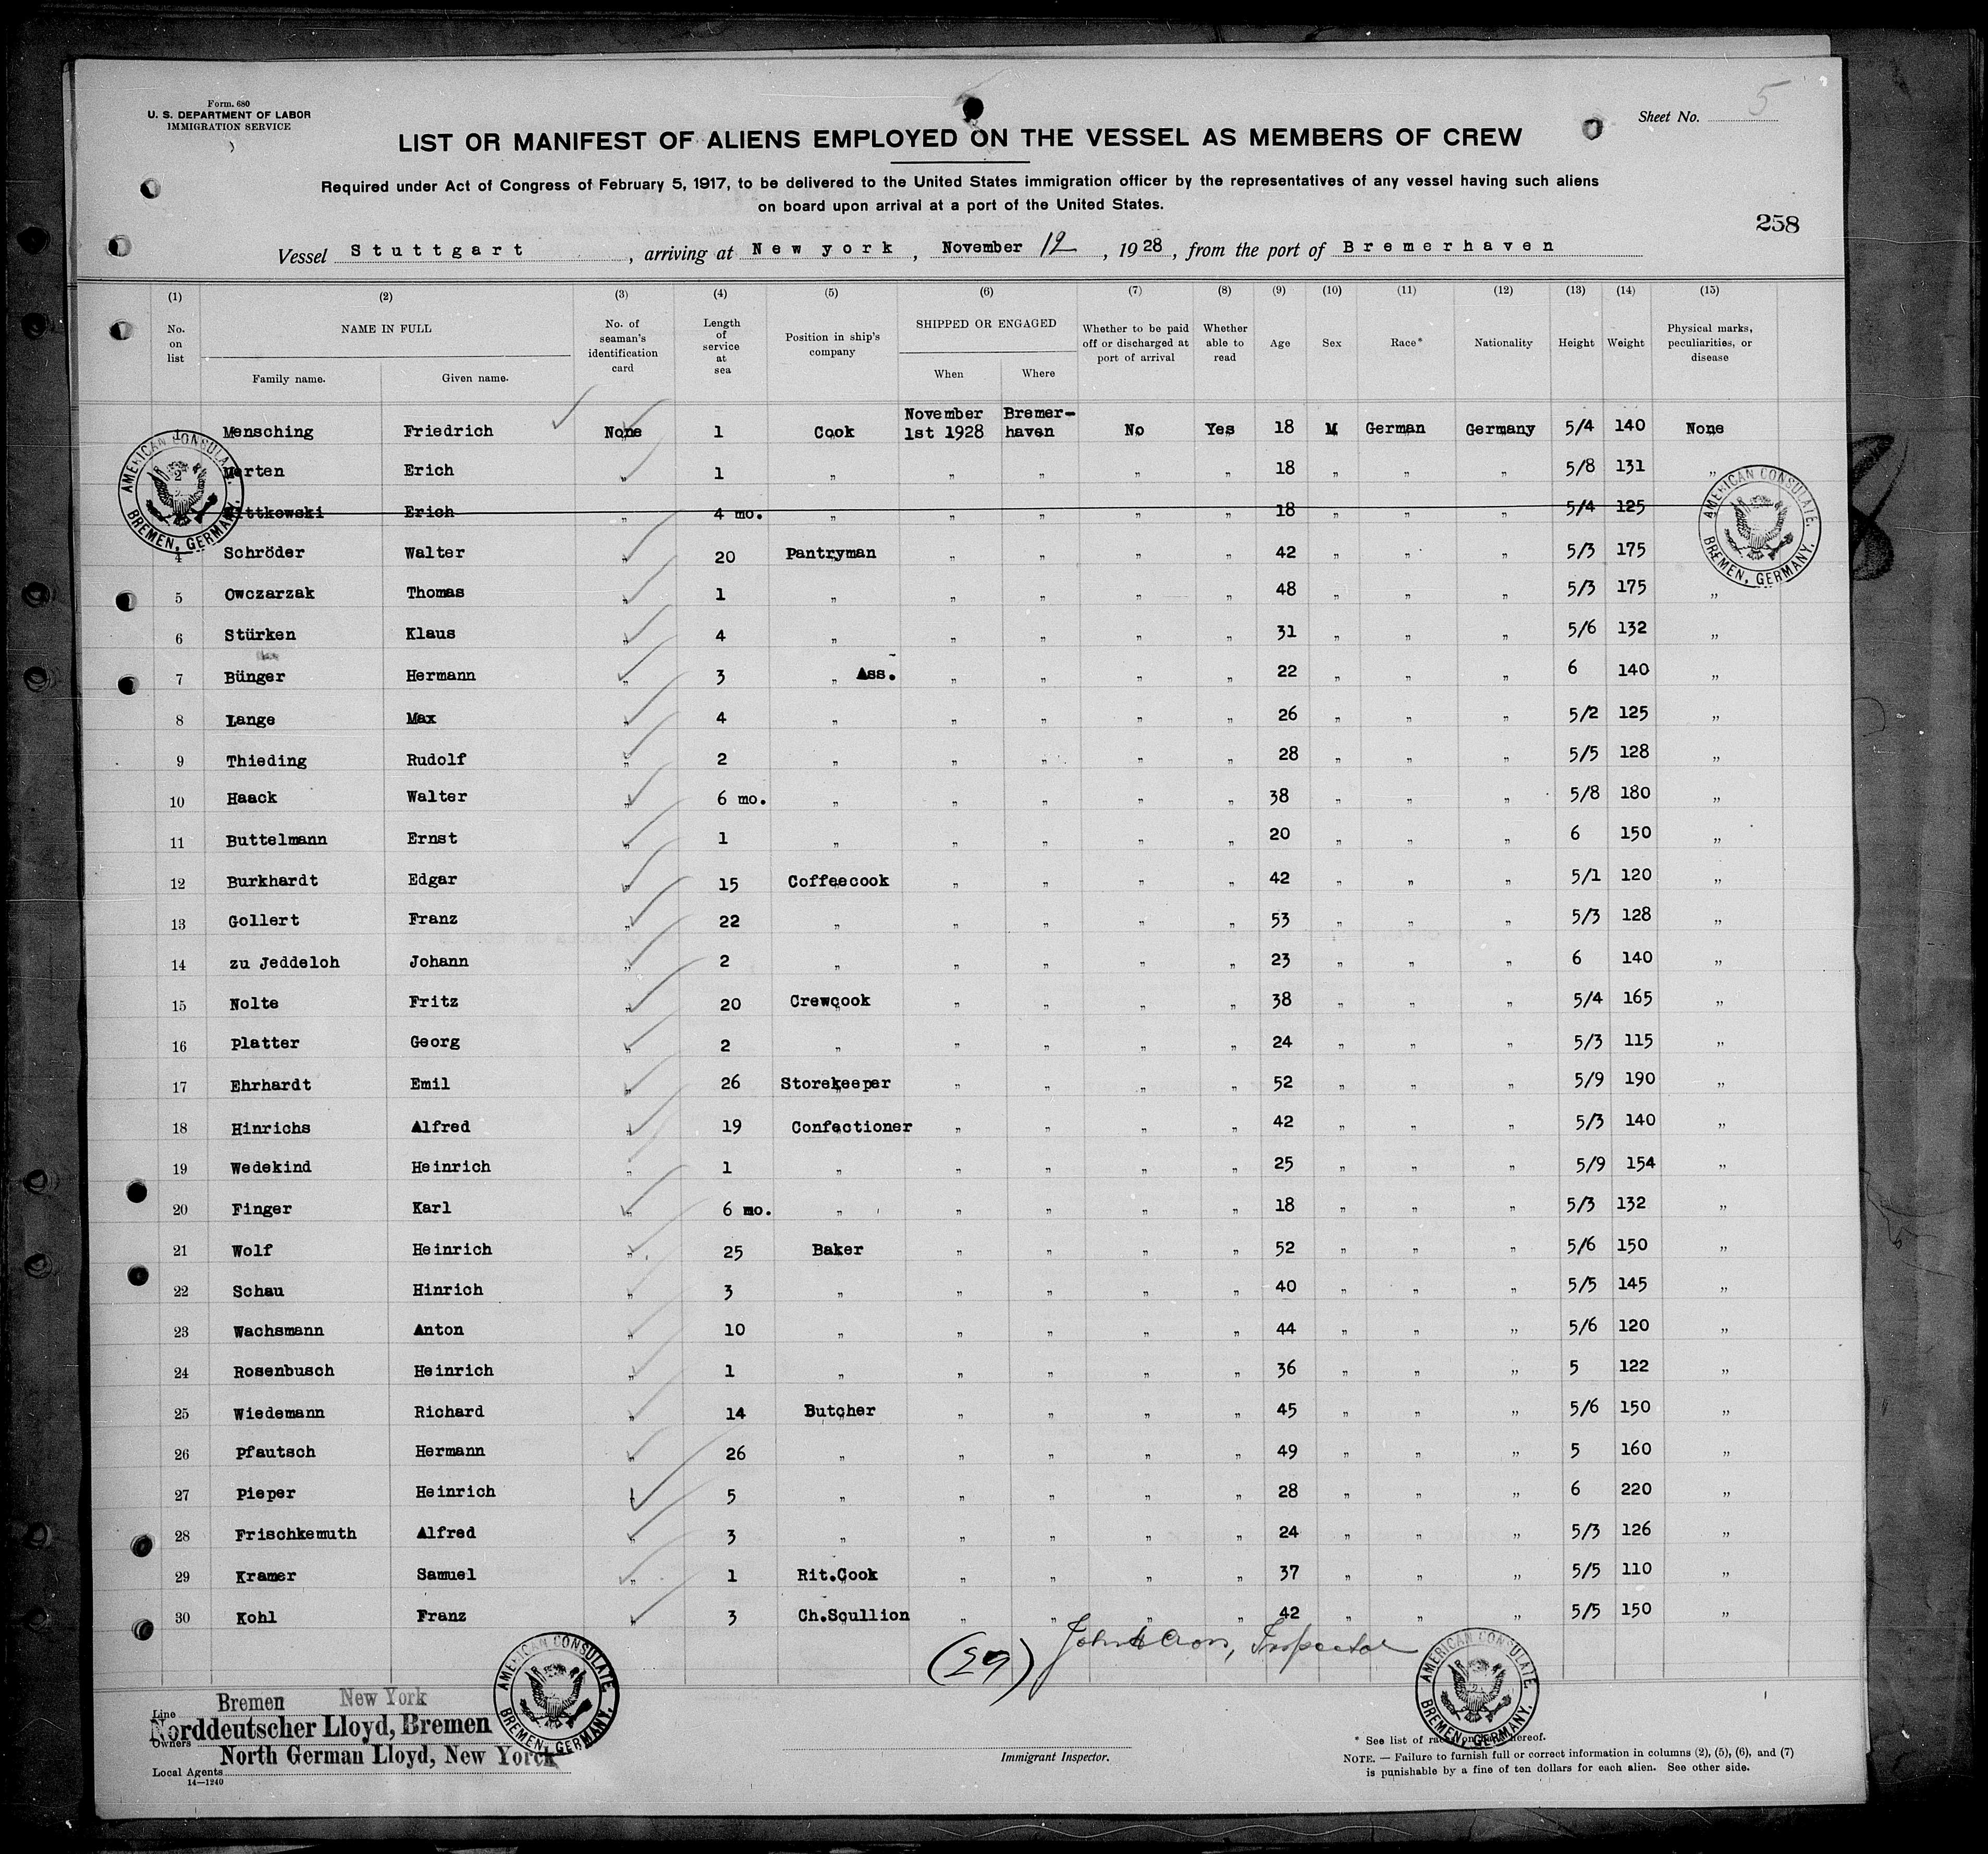 Form. 680
U. S. DEPARTMENT OF LABOR
IMMIGRATION SERVICE
Sheet No. 5
LIST OR MANIFEST OF ALIENS EMPLOYED ON THE VESSEL AS MEMBERS OF CREW
Required under Act of Congress of February 5, 1917, to be delivered to the United States immigration officer by the representatives of any vessel having such aliens
on board upon arrival at a port of the United States.
258
Vessel Stuttgart, arriving at New york, November 12, 1928, from the port of Bremerhaven
(1) (2) (3) (4) (5) (6) (7) (8) (9) (10) (11) (12) (13) (14) (15)
No. on list
NAME IN FULL
Family name. Given name.
No. of seaman's identification card
Length of service at sea
Position in ship's company
SHIPPED OR ENGAGED
When Where
Whether to be paid off or discharged at port of arrival
Whether able to read
Age
Sex
Race*
Nationality
Height
Weight
Physical marks, peculiarities, or disease
1 Mensching Friedrich None 1 Cook November 1st 1928 Bremer-haven No Yes 18 M German Germany 5/4 140 None
Merten Erich „ 1 „ „ „ „ „ 18 „ „ „ 5/8 131 „
Wittkowski Erich „ 4 mo. „ „ „ „ „ 18 „ „ „ 5/4 125
4 Schröder Walter „ 20 Pantryman „ „ „ „ 42 „ „ „ 5/3 175
5 Owczarzak Thomas „ 1 „ „ „ „ „ 48 „ „ „ 5/3 175 „
6 Stürken Klaus „ 4 „ „ „ „ „ 31 „ „ „ 5/6 132 „
7 Bünger Hermann „ 3 „ Ass. „ „ „ „ 22 „ „ „ 6 140 „
8 Lange Max „ 4 „ „ „ „ „ 26 „ „ „ 5/2 125 „
9 Thieding Rudolf „ 2 „ „ „ „ „ 28 „ „ „ 5/5 128 „
10 Haack Walter „ 6 mo. „ „ „ „ „ 38 „ „ „ 5/8 180 „
11 Buttelmann Ernst „ 1 „ „ „ „ „ 20 „ „ „ 6 150 „
12 Burkhardt Edgar „ 15 Coffeecook „ „ „ „ 42 „ „ „ 5/1 120 „
13 Gollert Franz „ 22 „ „ „ „ „ 53 „ „ „ 5/3 128 „
14 zu Jeddeloh Johann „ 2 „ „ „ „ „ 23 „ „ „ 6 140 „
15 Nolte Fritz „ 20 Crewcook „ „ „ „ 38 „ „ „ 5/4 165 „
16 Platter Georg „ 2 „ „ „ „ „ 24 „ „ „ 5/3 115 „
17 Ehrhardt Emil „ 26 Storekeeper „ „ „ „ 52 „ „ „ 5/9 190 „
18 Hinrichs Alfred „ 19 Confectioner „ „ „ „ 42 „ „ „ 5/3 140 „
19 Wedekind Heinrich „ 1 „ „ „ „ „ 25 „ „ „ 5/9 154 „
20 Finger Karl „ 6 mo. „ „ „ „ „ 18 „ „ „ 5/3 132 „
21 Wolf Heinrich „ 25 Baker „ „ „ „ 52 „ „ „ 5/6 150 „
22 Schau Hinrich „ 3 „ „ „ „ „ 40 „ „ „ 5/5 145 „
23 Wachsmann Anton „ 10 „ „ „ „ „ 44 „ „ „ 5/6 120 „
24 Rosenbusch Heinrich „ 1 „ „ „ „ „ 36 „ „ „ 5 122 „
25 Wiedemann Richard „ 14 Butcher „ „ „ „ 45 „ „ „ 5/6 150 „
26 Pfautsch Hermann „ 26 „ „ „ „ „ 49 „ „ „ 5 160 „
27 Pieper Heinrich 5 „ „ „ „ „ 28 „ „ „ 6 220 „
28 Frischkemuth Alfred „ 3 „ „ „ „ „ 24 „ „ „ 5/3 126 „
29 Kramer Samuel „ 1 Rit.Cook „ „ „ „ 37 „ „ „ 5/5 110 „
30 Kohl Franz „ 3 Ch.Scullion „ „ „ „ 42 „ „ „ 5/5 150 „
AMERICAN CONSULATE. BREMEN, GERMANY.
AMERICAN CONSULATE. BREMEN, GERMANY.
AMERICAN CONSULATE. BREMEN, GERMANY.
AMERICAN CONSULATE. BREMEN, GERMANY.
(29) Inspector
Line Bremen New York
Owners Norddeutscher Lloyd, Bremen
Local Agents North German Lloyd, New York
14—1240
Immigrant Inspector.
* See list of races on back hereof.
NOTE. — Failure to furnish full or correct information in columns (2), (5), (6), and (7)
is punishable by a fine of ten dollars for each alien. See other side.